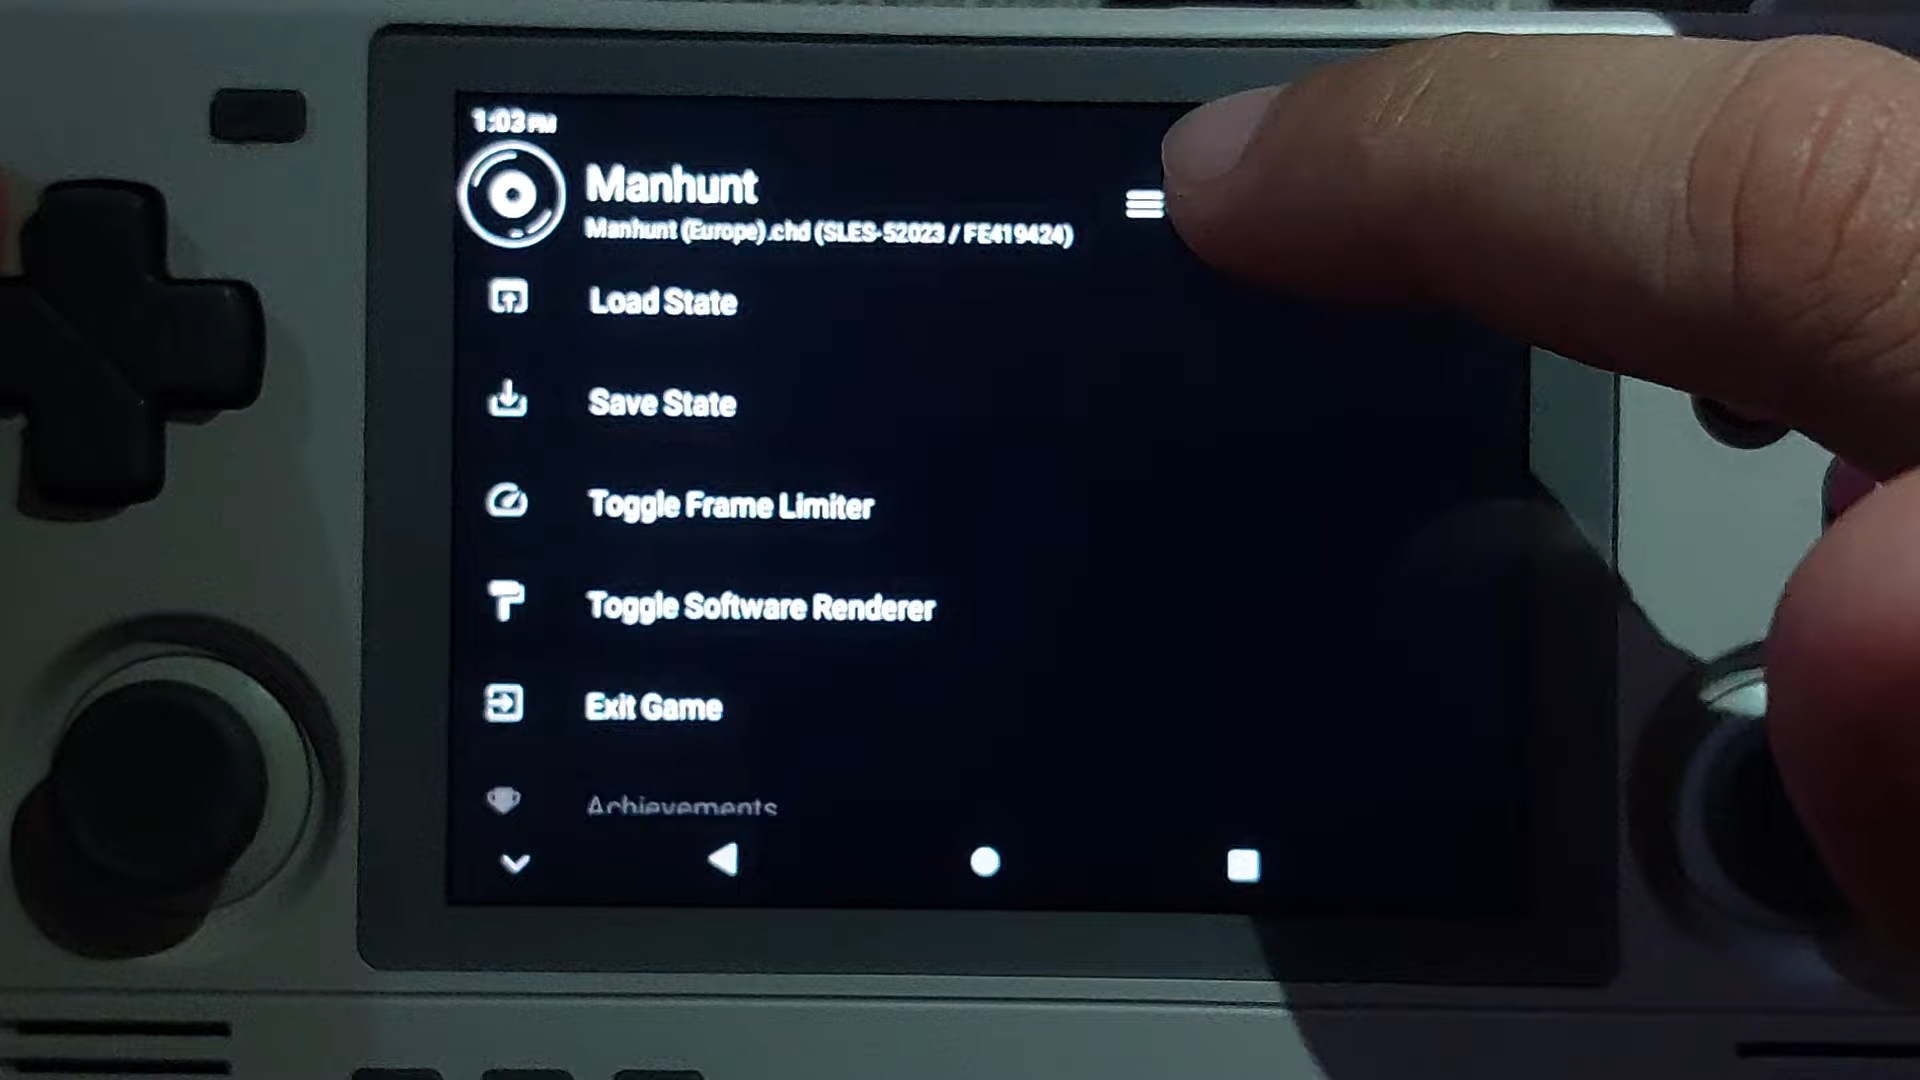 1:03 PM
Manhunt
Manhunt (Europe).chd (SLES-52023 / FE419424)
Load State
Save State
Toggle Frame Limiter
Toggle Software Renderer
Exit Game
Achievements